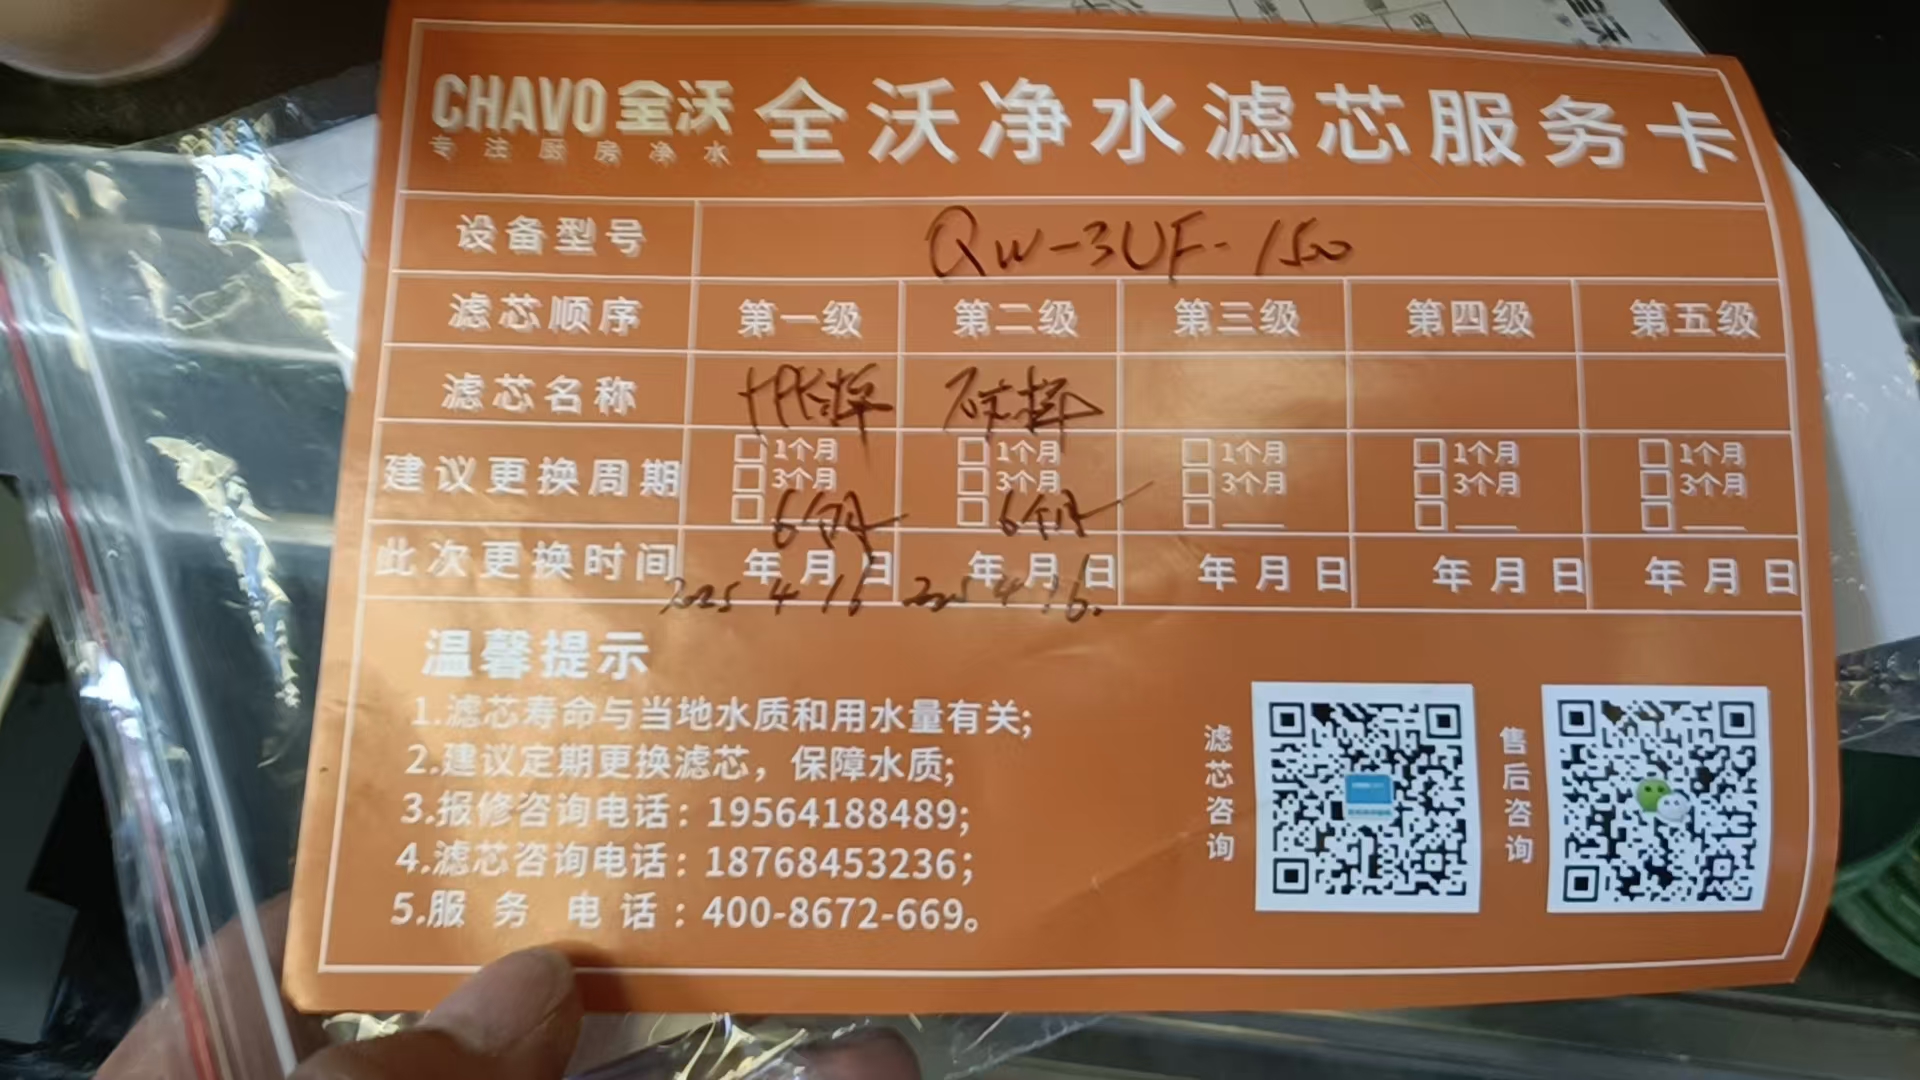 CHAVO 全沃
专注厨房净水
全沃净水滤芯服务卡
设备型号 QW-3UF-150
滤芯顺序 第一级 第二级 第三级 第四级 第五级
滤芯名称
建议更换周期
1个月 1个月 1个月 1个月 1个月
3个月 3个月 3个月 3个月 3个月
6个月 6个月
此次更换时间 年 月 日 年 月 日 年 月 日 年 月 日 年 月 日
2025 4 16 2025 4 16.
温馨提示
1.滤芯寿命与当地水质和用水量有关;
2.建议定期更换滤芯，保障水质;
3.报修咨询电话：19564188489;
4.滤芯咨询电话：18768453236;
5.服务电话：400-8672-669。
滤芯咨询
售后咨询